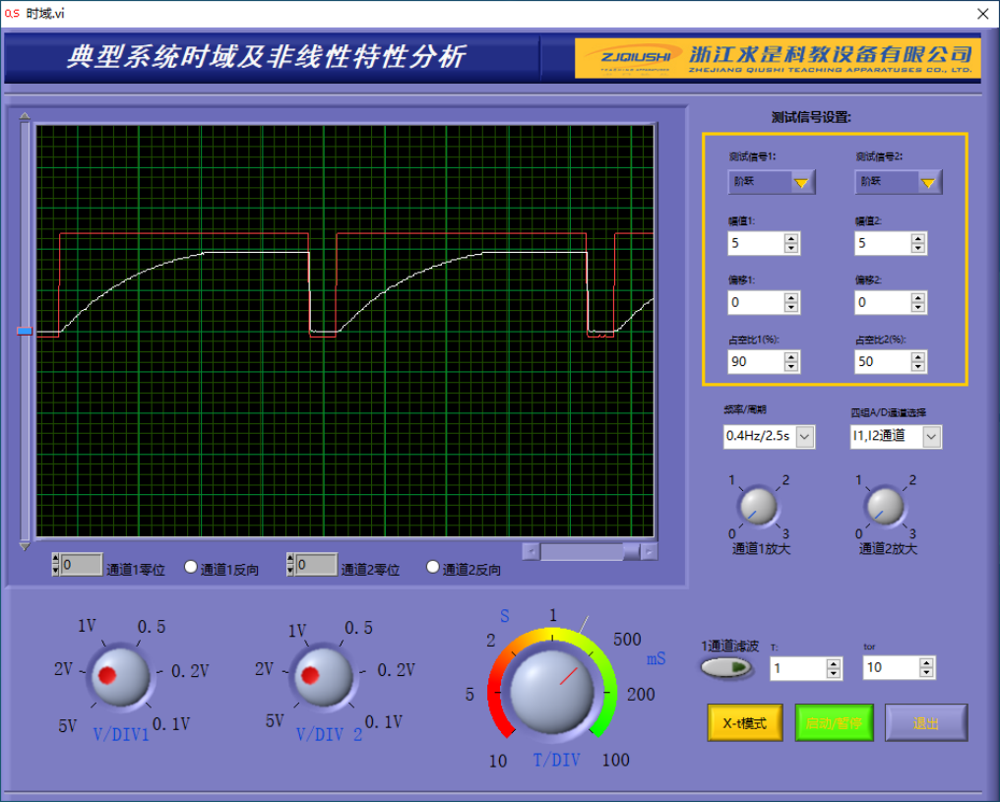 时域.vi
典型系统时域及非线性特性分析
ZJQIUSHI 浙江求是科教设备有限公司
ZHEJIANG QIUSHI TEACHING APPARATUSES CO., LTD.
测试信号设置:
测试信号1: 测试信号2:
阶跃 阶跃
幅值1: 幅值2:
5 5
偏移1: 偏移2:
0 0
占空比1(%): 占空比2(%):
90 50
频率/周期 四组A/D通道选择
0.4Hz/2.5s I1,I2通道
1 2 1 2
0 3 0 3
通道1放大 通道2放大
0 通道1零位 通道1反向 0 通道2零位 通道2反向
1V 0.5
2V 0.2V
5V V/DIV1 0.1V
1V 0.5
2V 0.2V
5V V/DIV 2 0.1V
S 1
2 500
mS
5 200
10 T/DIV 100
1通道滤波 T: tor
1 10
X-t模式 启动/暂停 退出